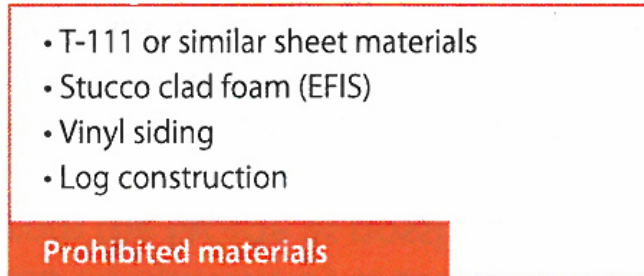 • T-111 or similar sheet materials
• Stucco clad foam (EFIS)
• Vinyl siding
• Log construction
Prohibited materials